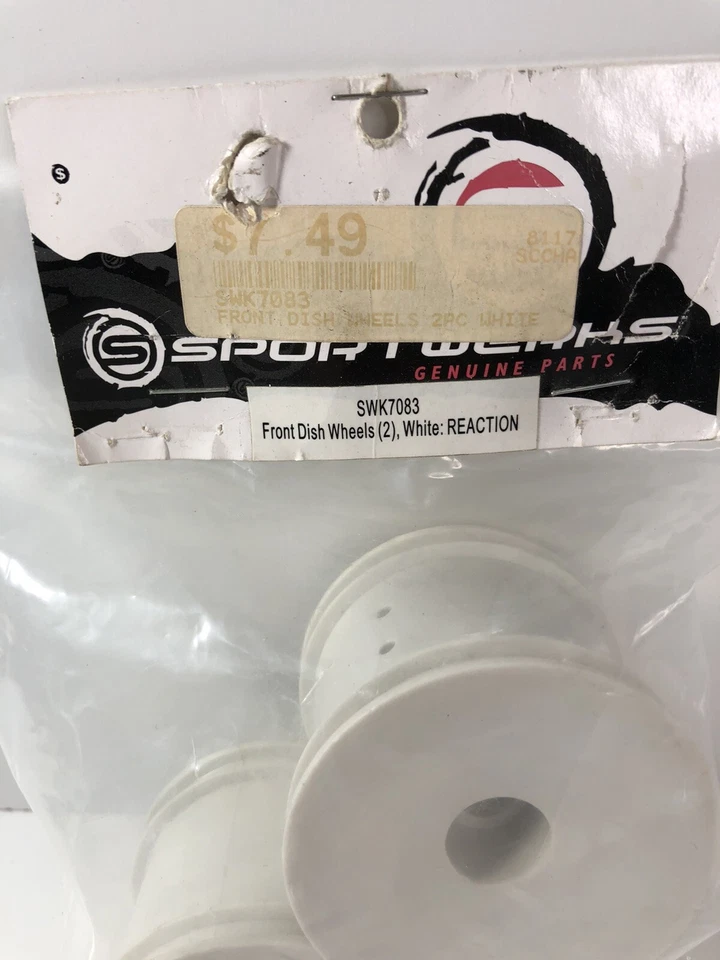 $
$7.49
8117
SCCHA
SWK7083
FRONT DISH WHEELS 2PC WHITE
S SPORTWERKS
GENUINE PARTS
SWK7083
Front Dish Wheels (2), White: REACTION